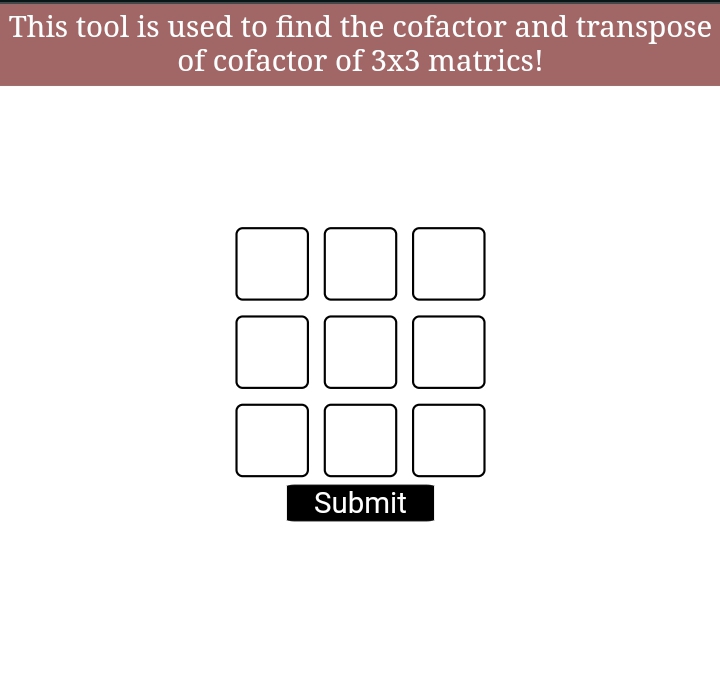 This tool is used to find the cofactor and transpose
of cofactor of 3x3 matrics!
Submit